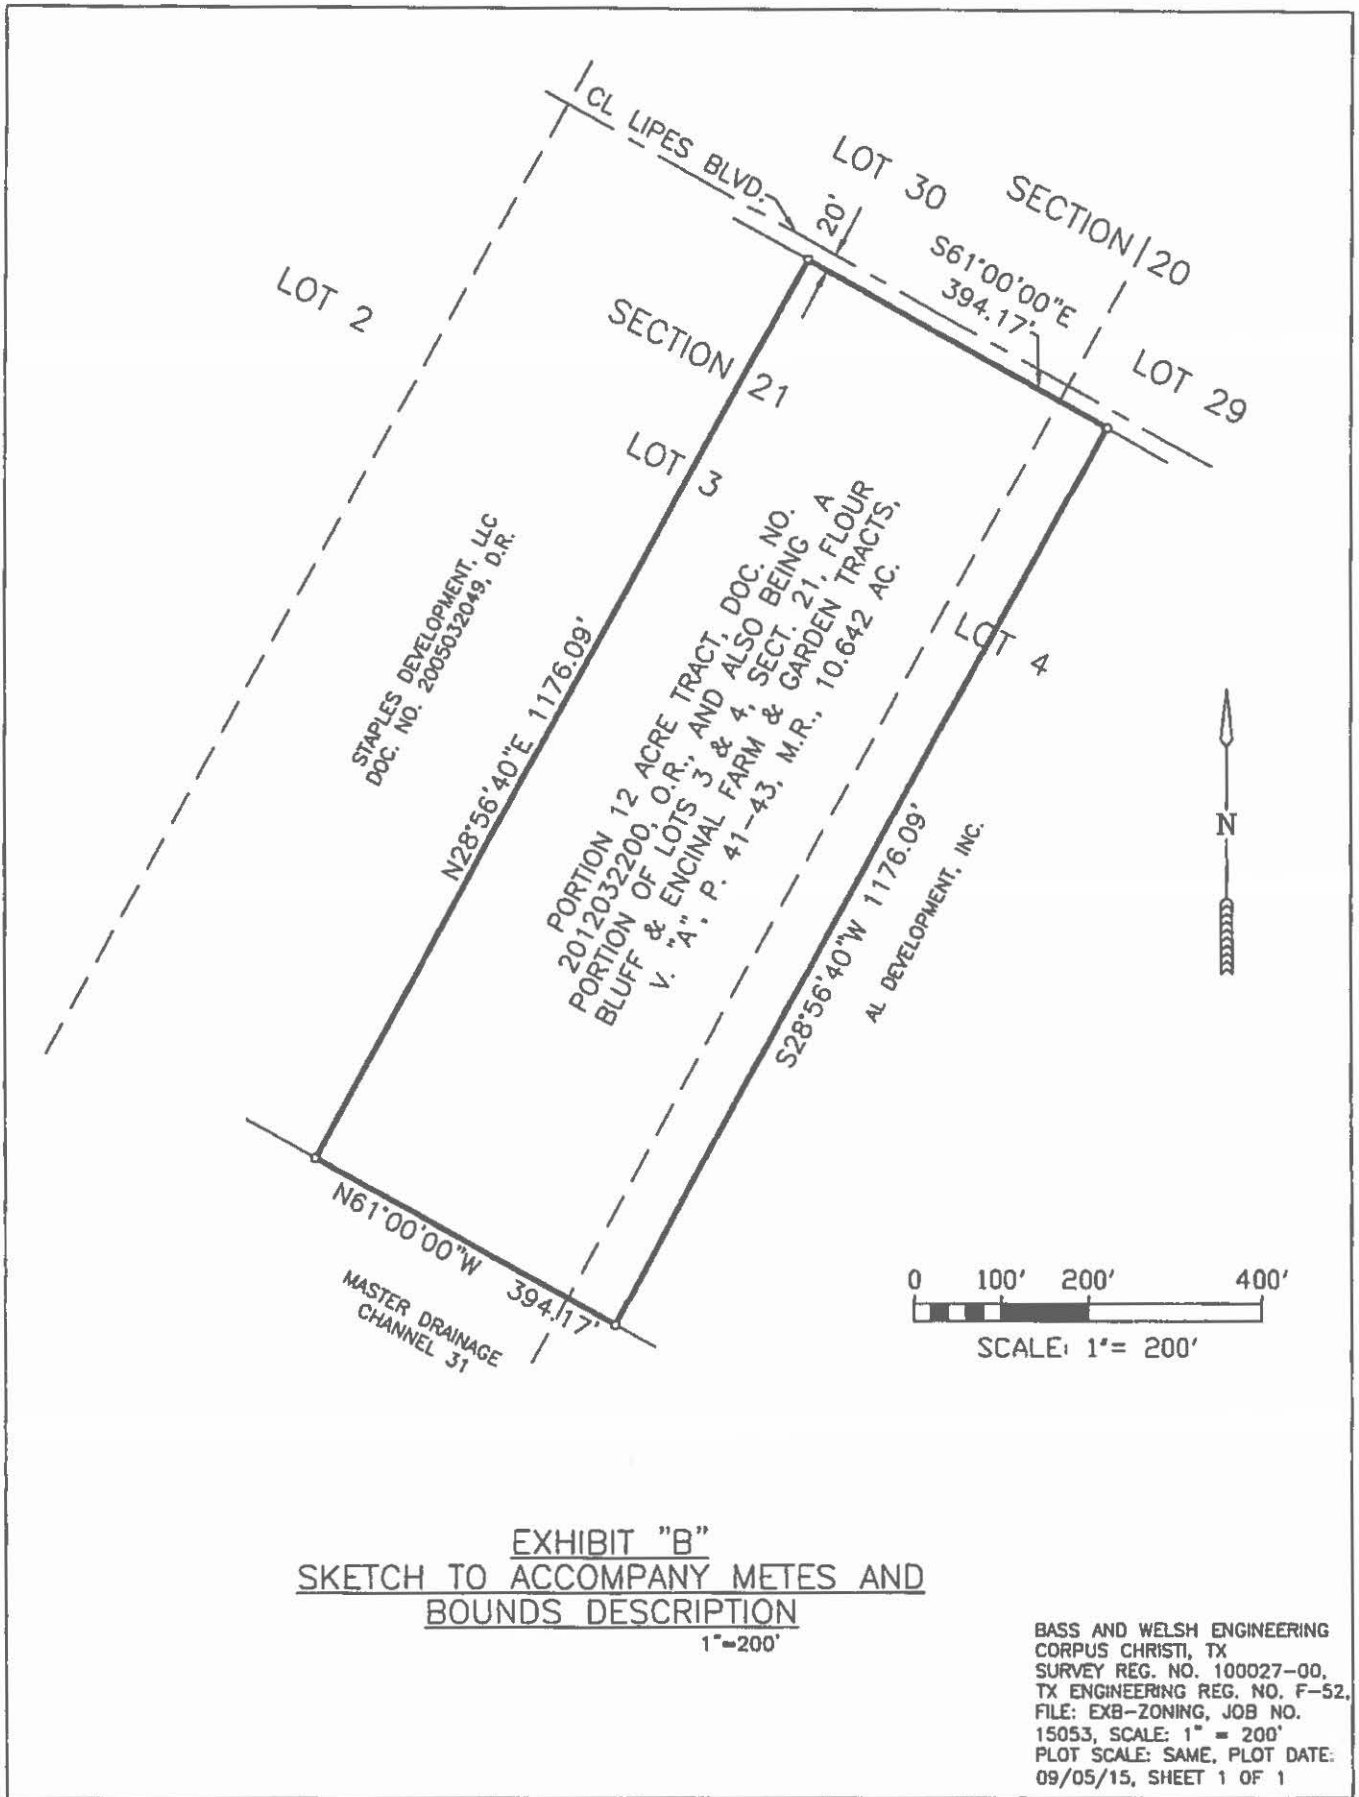 CL LIPES BLVD.
20'
LOT 30
SECTION 20
S61°00'00"E
394.17'
LOT 29
LOT 2
SECTION 21
LOT 3
LOT 4
STAPLES DEVELOPMENT, LLC
DOC. NO. 2005032049, D.R.
N28°56'40"E 1176.09'
PORTION 12 ACRE TRACT, DOC. NO.
2012032200, O.R., AND ALSO BEING A
PORTION OF LOTS 3 & 4, SECT. 21, FLOUR
BLUFF & ENCINAL FARM & GARDEN TRACTS,
V. "A", P. 41-43, M.R., 10.642 AC.
S28°56'40"W 1176.09'
AL DEVELOPMENT, INC.
N
N61°00'00"W 394.17'
MASTER DRAINAGE
CHANNEL 31
0 100' 200' 400'
SCALE: 1"= 200'
EXHIBIT "B"
SKETCH TO ACCOMPANY METES AND
BOUNDS DESCRIPTION
1"=200'
BASS AND WELSH ENGINEERING
CORPUS CHRISTI, TX
SURVEY REG. NO. 100027-00,
TX ENGINEERING REG. NO. F-52,
FILE: EXB-ZONING, JOB NO.
15053, SCALE: 1" = 200'
PLOT SCALE: SAME, PLOT DATE:
09/05/15, SHEET 1 OF 1